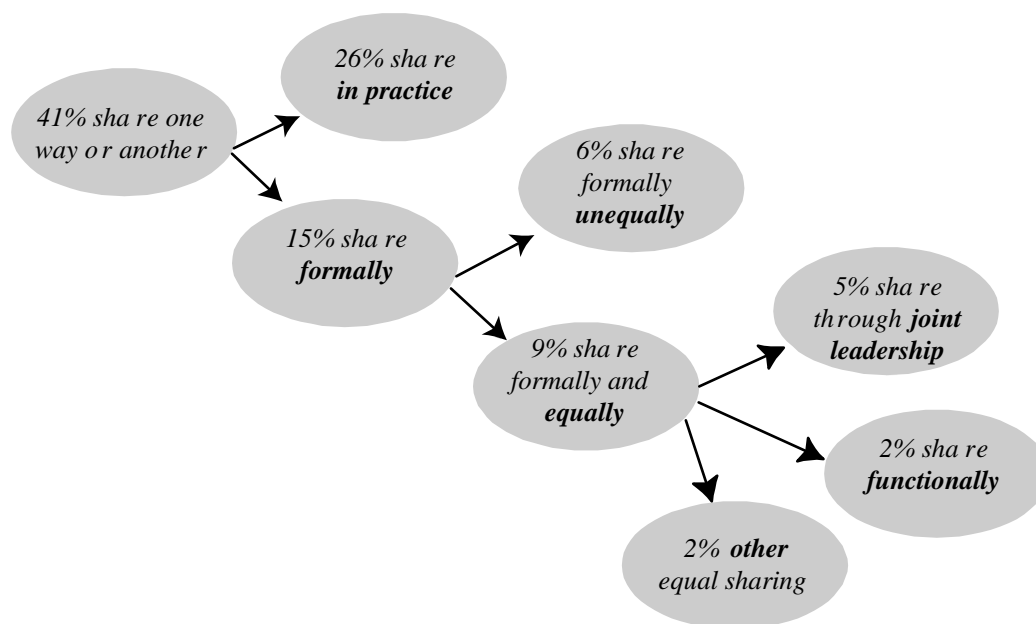 26% share
in practice
41% share one
way or another
6% share
formally
unequally
15% share
formally
5% share
through joint
leadership
9% share
formally and
equally
2% share
functionally
2% other
equal sharing